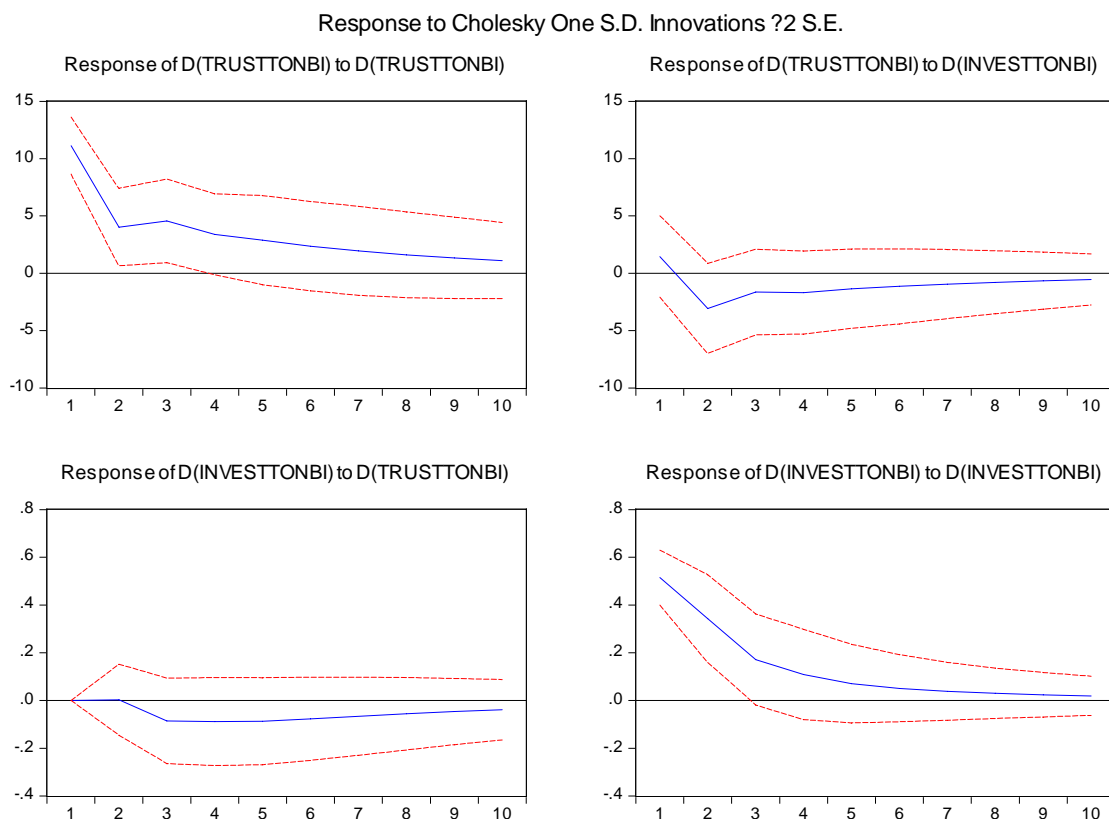 Response to Cholesky One S.D. Innovations ?2 S.E.
Response of D(TRUSTTONBI) to D(TRUSTTONBI)
15
10
5
0
-5
-10
1 2 3 4 5 6 7 8 9 10
Response of D(TRUSTTONBI) to D(INVESTTONBI)
15
10
5
0
-5
-10
1 2 3 4 5 6 7 8 9 10
Response of D(INVESTTONBI) to D(TRUSTTONBI)
.8
.6
.4
.2
.0
-.2
-.4
1 2 3 4 5 6 7 8 9 10
Response of D(INVESTTONBI) to D(INVESTTONBI)
.8
.6
.4
.2
.0
-.2
-.4
1 2 3 4 5 6 7 8 9 10